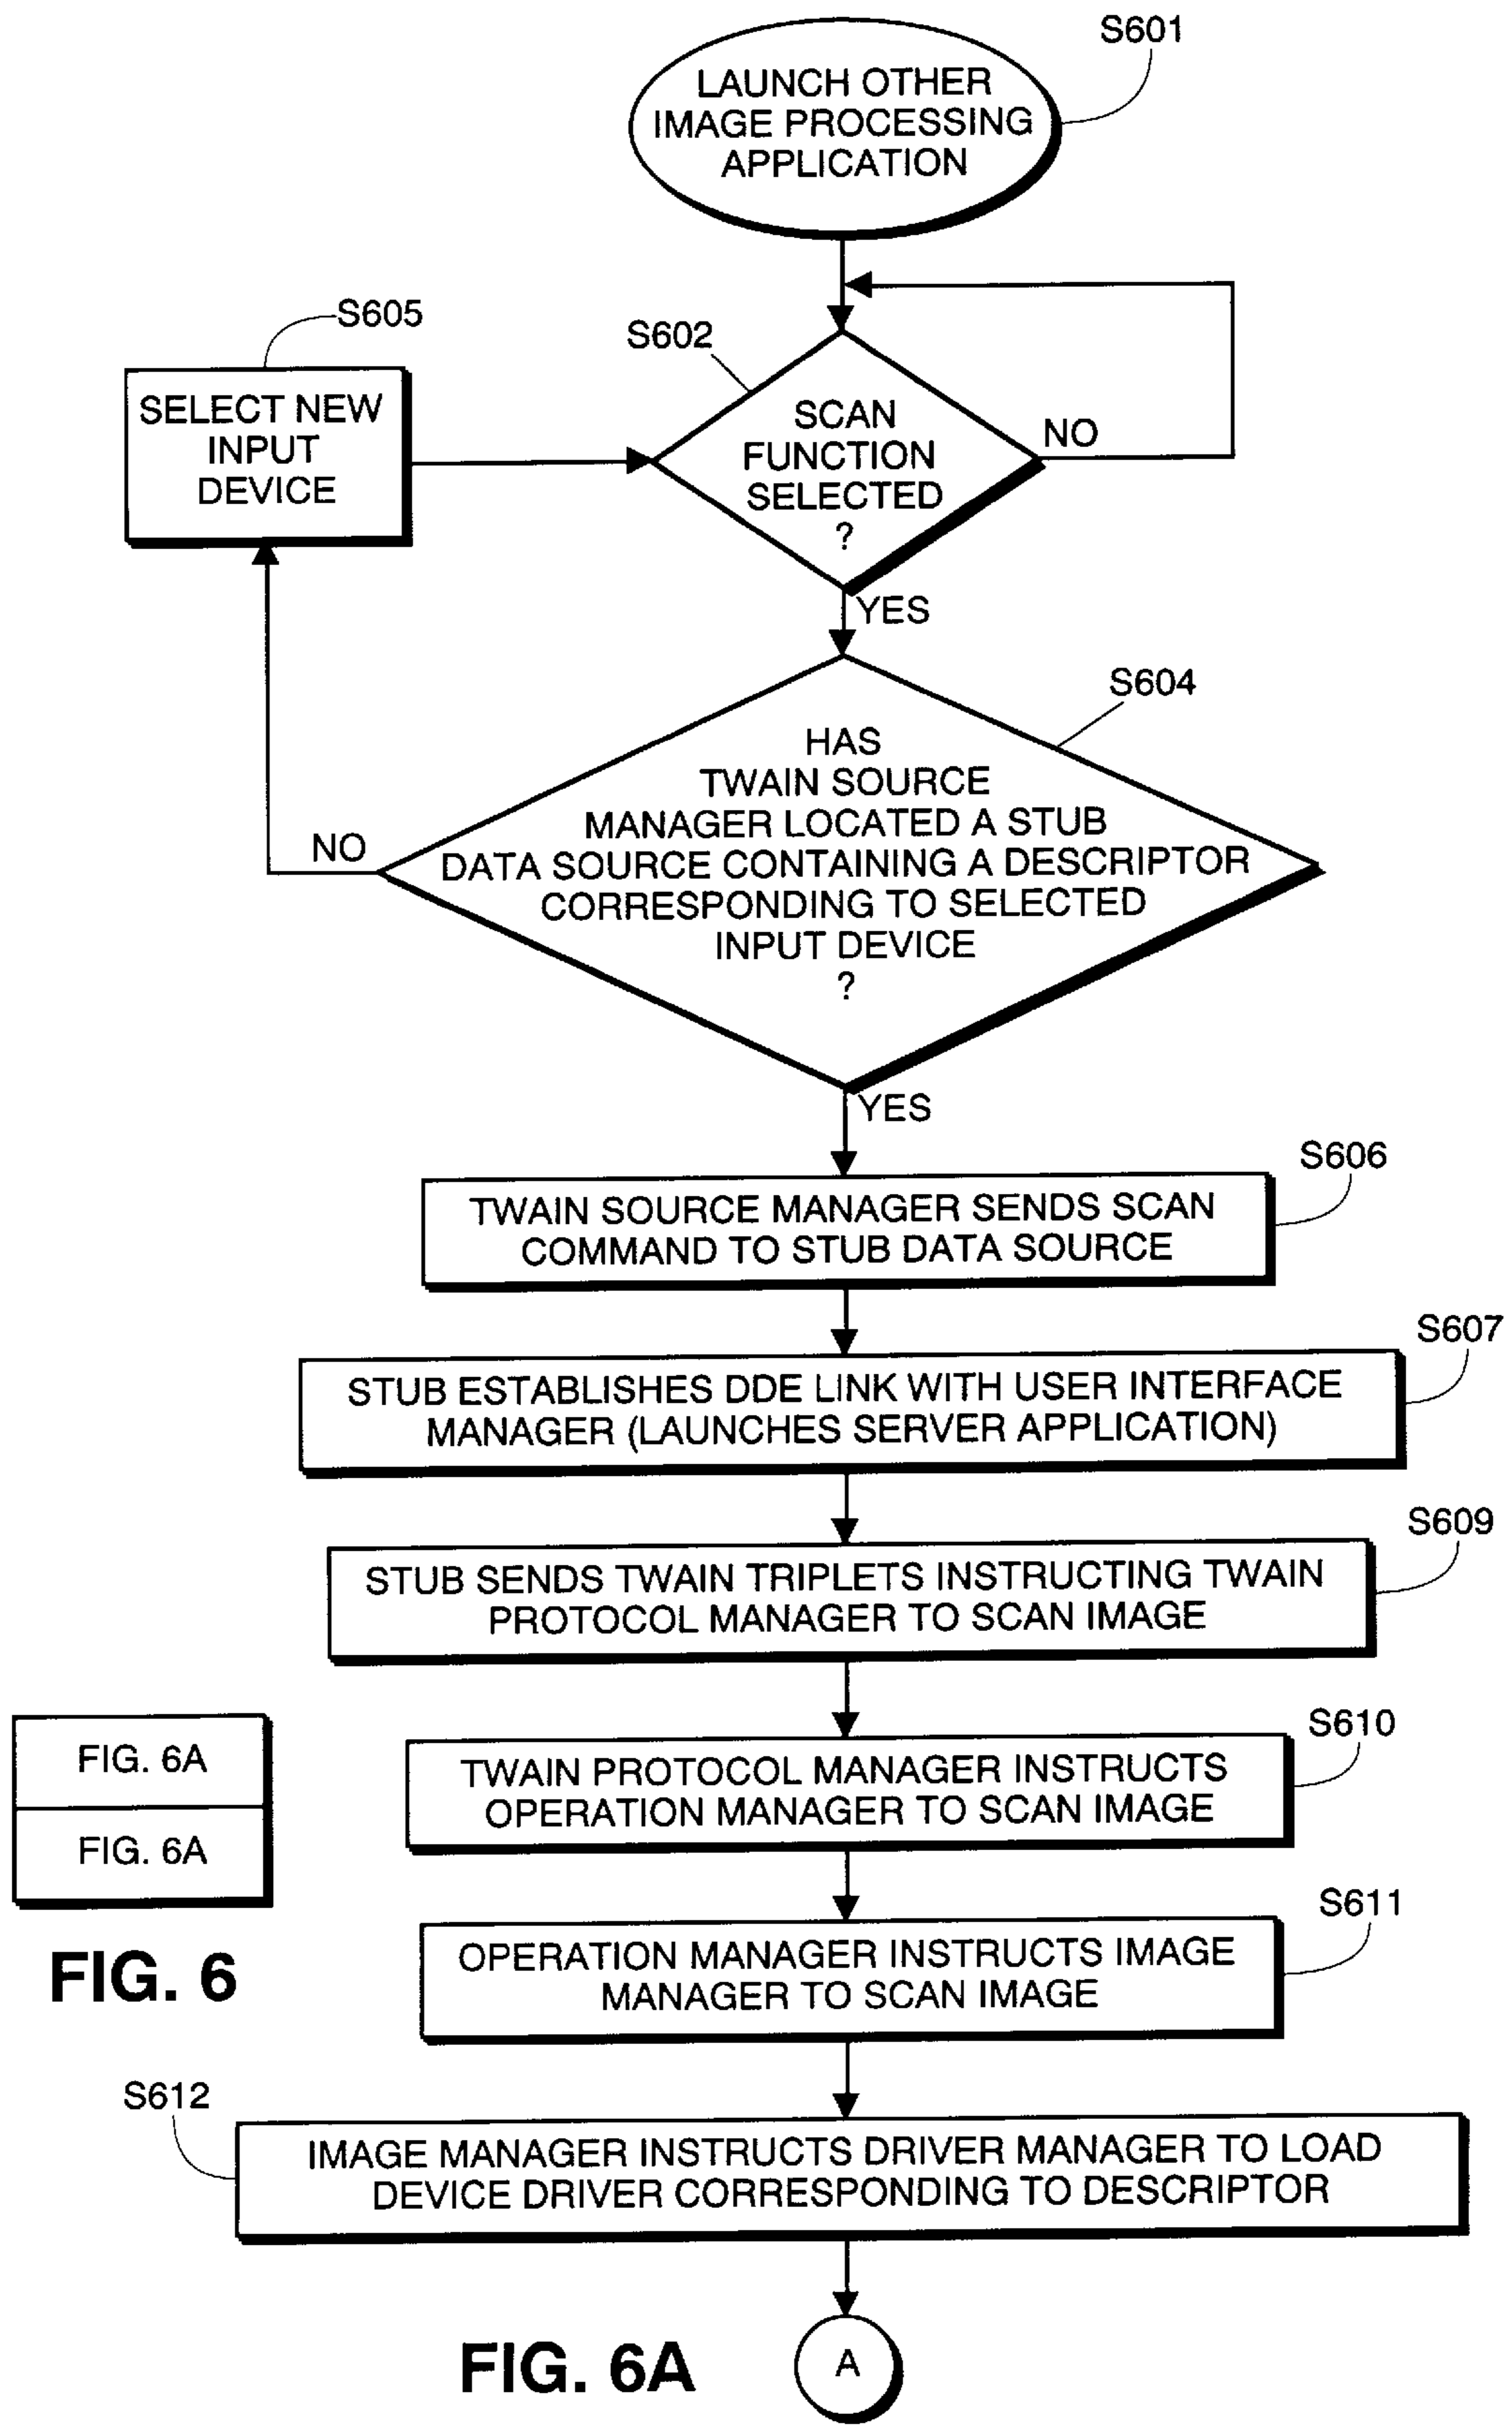 S601
LAUNCH OTHER
IMAGE PROCESSING
APPLICATION
S605
SELECT NEW
INPUT
DEVICE
S602
SCAN
FUNCTION
SELECTED
?
NO
YES
S604
HAS
TWAIN SOURCE
MANAGER LOCATED A STUB
DATA SOURCE CONTAINING A DESCRIPTOR
CORRESPONDING TO SELECTED
INPUT DEVICE
?
NO
YES
S606
TWAIN SOURCE MANAGER SENDS SCAN
COMMAND TO STUB DATA SOURCE
S607
STUB ESTABLISHES DDE LINK WITH USER INTERFACE
MANAGER (LAUNCHES SERVER APPLICATION)
S609
STUB SENDS TWAIN TRIPLETS INSTRUCTING TWAIN
PROTOCOL MANAGER TO SCAN IMAGE
S610
TWAIN PROTOCOL MANAGER INSTRUCTS
OPERATION MANAGER TO SCAN IMAGE
FIG. 6A
FIG. 6A
FIG. 6
S611
OPERATION MANAGER INSTRUCTS IMAGE
MANAGER TO SCAN IMAGE
S612
IMAGE MANAGER INSTRUCTS DRIVER MANAGER TO LOAD
DEVICE DRIVER CORRESPONDING TO DESCRIPTOR
A
FIG. 6A